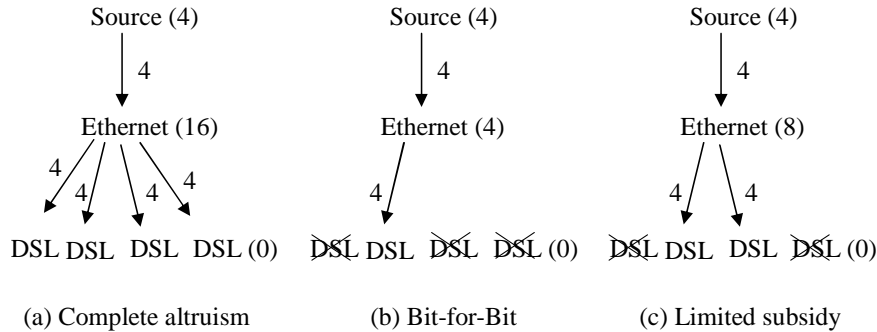 Source (4)
4
Ethernet (16)
4
4
4
4
DSL DSL DSL DSL (0)
(a) Complete altruism
Source (4)
4
Ethernet (4)
4
DSL DSL DSL DSL (0)
(b) Bit-for-Bit
Source (4)
4
Ethernet (8)
4
4
DSL DSL DSL DSL (0)
(c) Limited subsidy